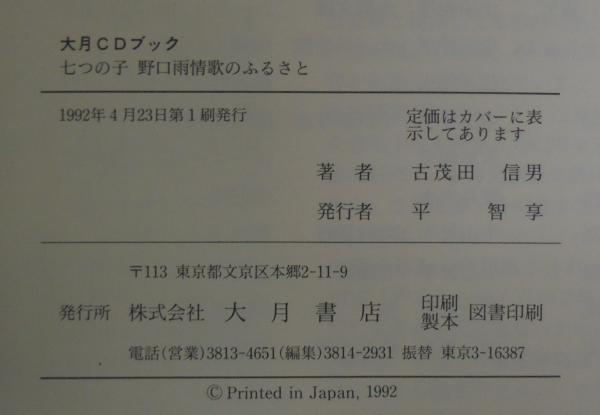 大月CDブック
七つの子 野口雨情歌のふるさと
1992年4月23日第1刷発行
定価はカバーに表
示してあります
著者 古茂田 信男
発行者 平 智享
〒113 東京都文京区本郷2-11-9
発行所 株式会社 大月書店 印刷製本 図書印刷
電話(営業)3813-4651(編集)3814-2931 振替 東京3-16387
©Printed in Japan, 1992